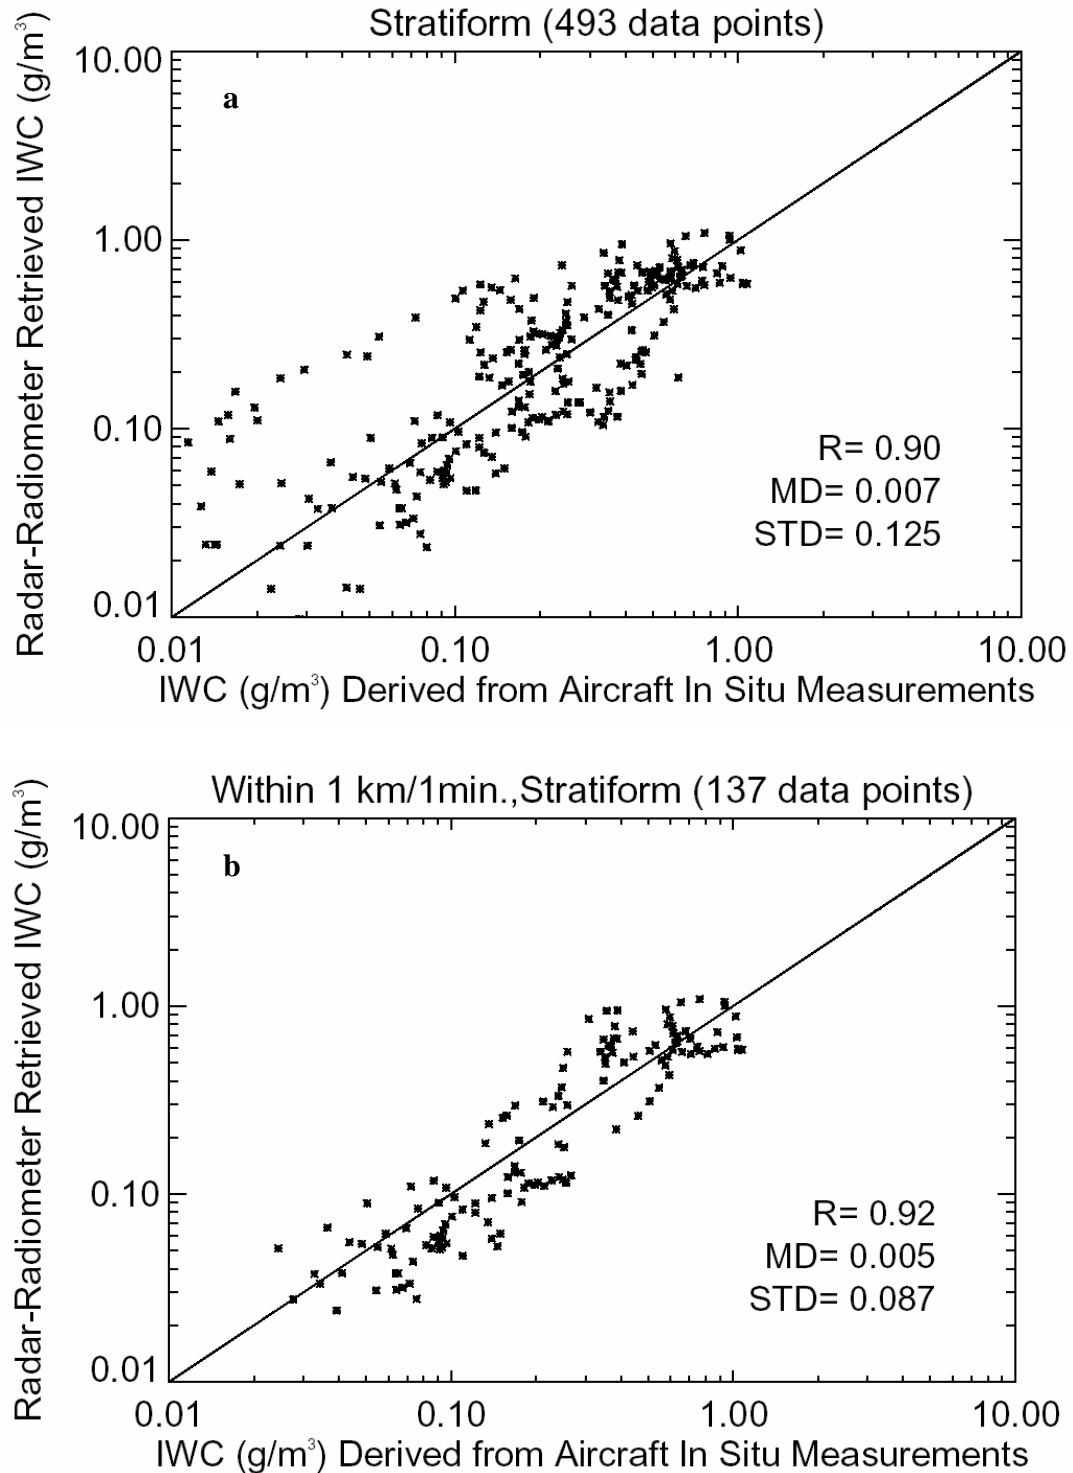 Stratiform (493 data points)
Radar-Radiometer Retrieved IWC (g/m³)
10.00
a
1.00
0.10
R= 0.90
MD= 0.007
STD= 0.125
0.01
0.01 0.10 1.00 10.00
IWC (g/m³) Derived from Aircraft In Situ Measurements
Within 1 km/1min.,Stratiform (137 data points)
Radar-Radiometer Retrieved IWC (g/m³)
10.00
b
1.00
0.10
R= 0.92
MD= 0.005
STD= 0.087
0.01
0.01 0.10 1.00 10.00
IWC (g/m³) Derived from Aircraft In Situ Measurements